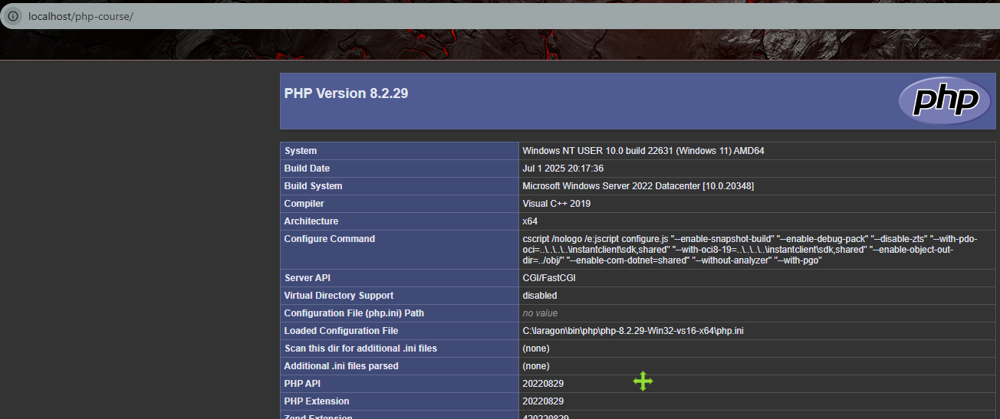 localhost/php-course/
PHP Version 8.2.29
php
System Windows NT USER 10.0 build 22631 (Windows 11) AMD64
Build Date Jul 1 2025 20:17:36
Build System Microsoft Windows Server 2022 Datacenter [10.0.20348]
Compiler Visual C++ 2019
Architecture x64
Configure Command cscript /nologo /e:jscript configure.js "--enable-snapshot-build" "--enable-debug-pack" "--disable-zts" "--with-pdo-
oci=..\..\..\..\instantclient\sdk,shared" "--with-oci8-19=..\..\..\..\instantclient\sdk,shared" "--enable-object-out-
dir=../obj/" "--enable-com-dotnet=shared" "--without-analyzer" "--with-pgo"
Server API CGI/FastCGI
Virtual Directory Support disabled
Configuration File (php.ini) Path no value
Loaded Configuration File C:\laragon\bin\php\php-8.2.29-Win32-vs16-x64\php.ini
Scan this dir for additional .ini files (none)
Additional .ini files parsed (none)
PHP API 20220829
PHP Extension 20220829
Zend Extension 420220829